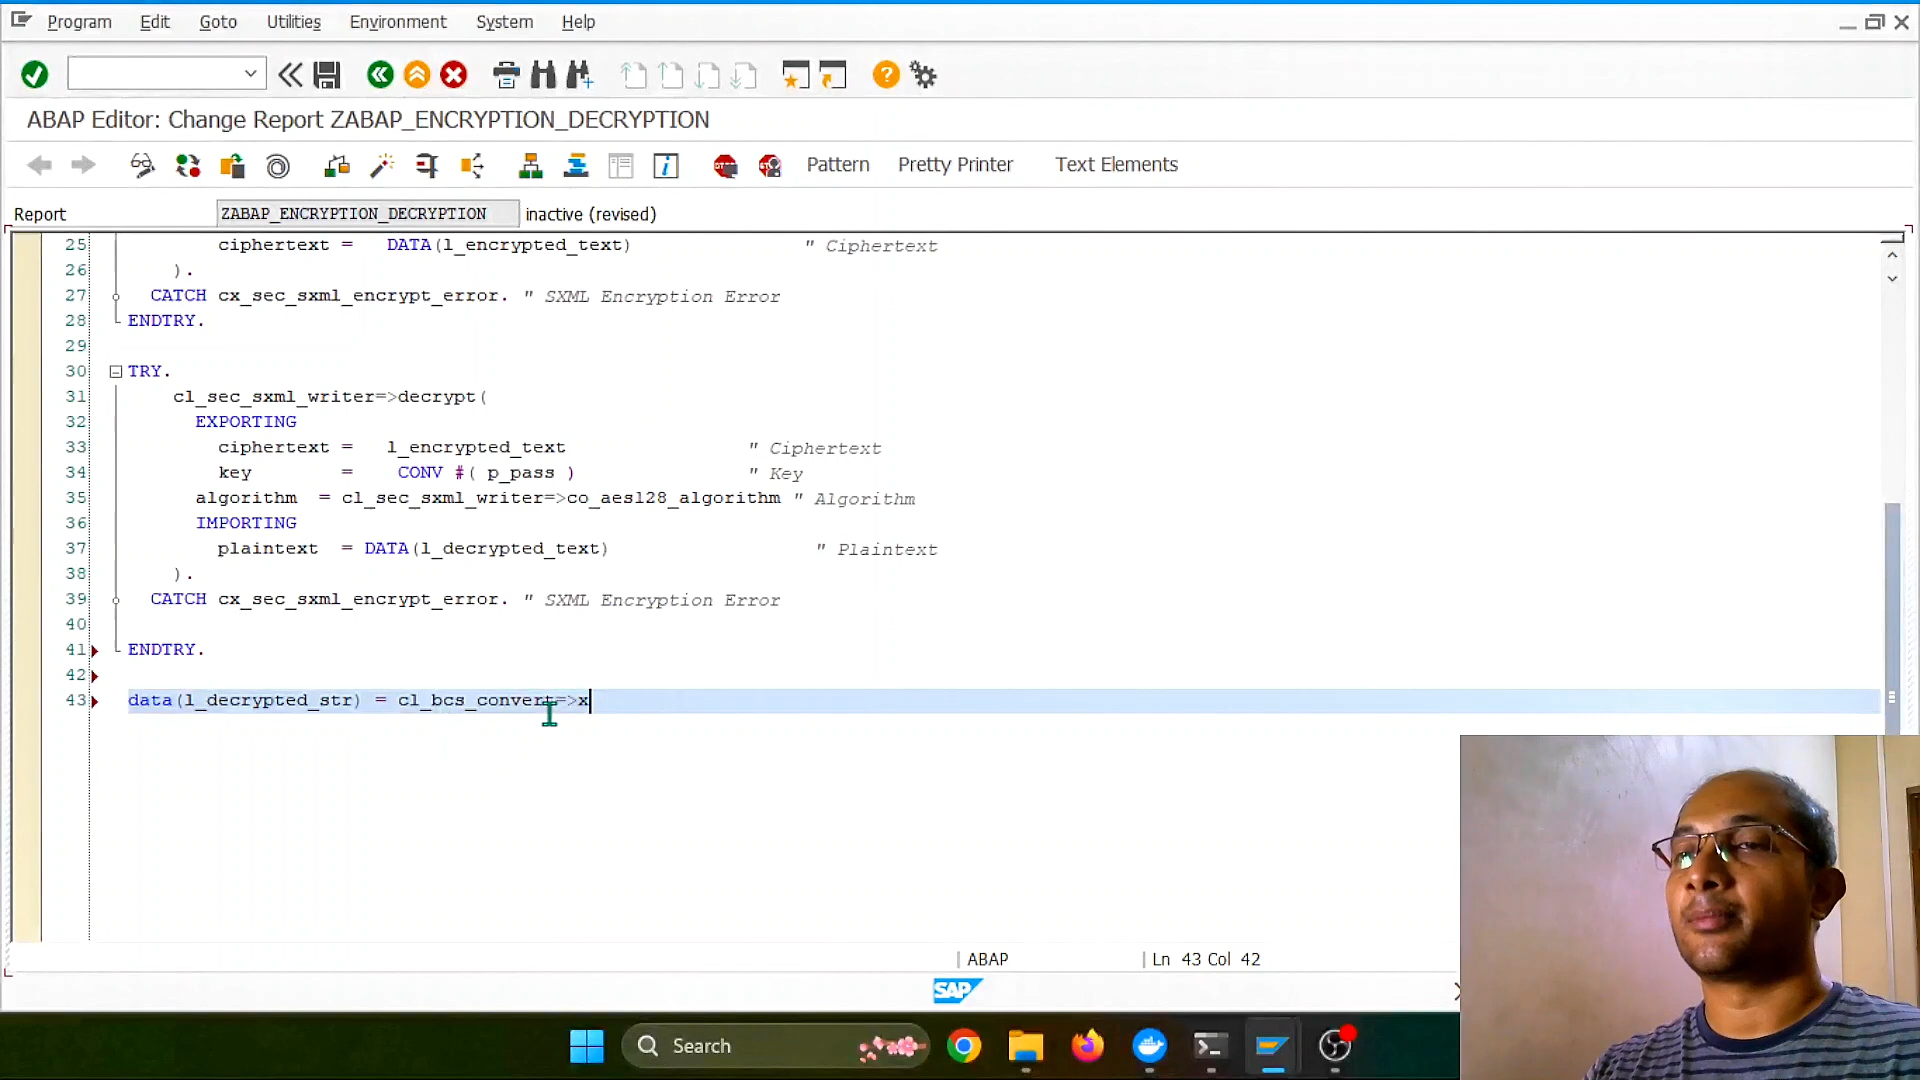 Program Edit Goto Utilities Environment System Help
ABAP Editor: Change Report ZABAP_ENCRYPTION_DECRYPTION
Pattern Pretty Printer Text Elements
Report ZABAP_ENCRYPTION_DECRYPTION inactive (revised)
25 ciphertext = DATA(l_encrypted_text) " Ciphertext
26 ).
27 CATCH cx_sec_sxml_encrypt_error. " SXML Encryption Error
28 ENDTRY.
29
30 TRY.
31 cl_sec_sxml_writer=>decrypt(
32 EXPORTING
33 ciphertext = l_encrypted_text " Ciphertext
34 key = CONV #( p_pass ) " Key
35 algorithm = cl_sec_sxml_writer=>co_aes128_algorithm " Algorithm
36 IMPORTING
37 plaintext = DATA(l_decrypted_text) " Plaintext
38 ).
39 CATCH cx_sec_sxml_encrypt_error. " SXML Encryption Error
40
41 ENDTRY.
42
43 data(l_decrypted_str) = cl_bcs_convert=>x
ABAP Ln 43 Col 42
SAP
Search